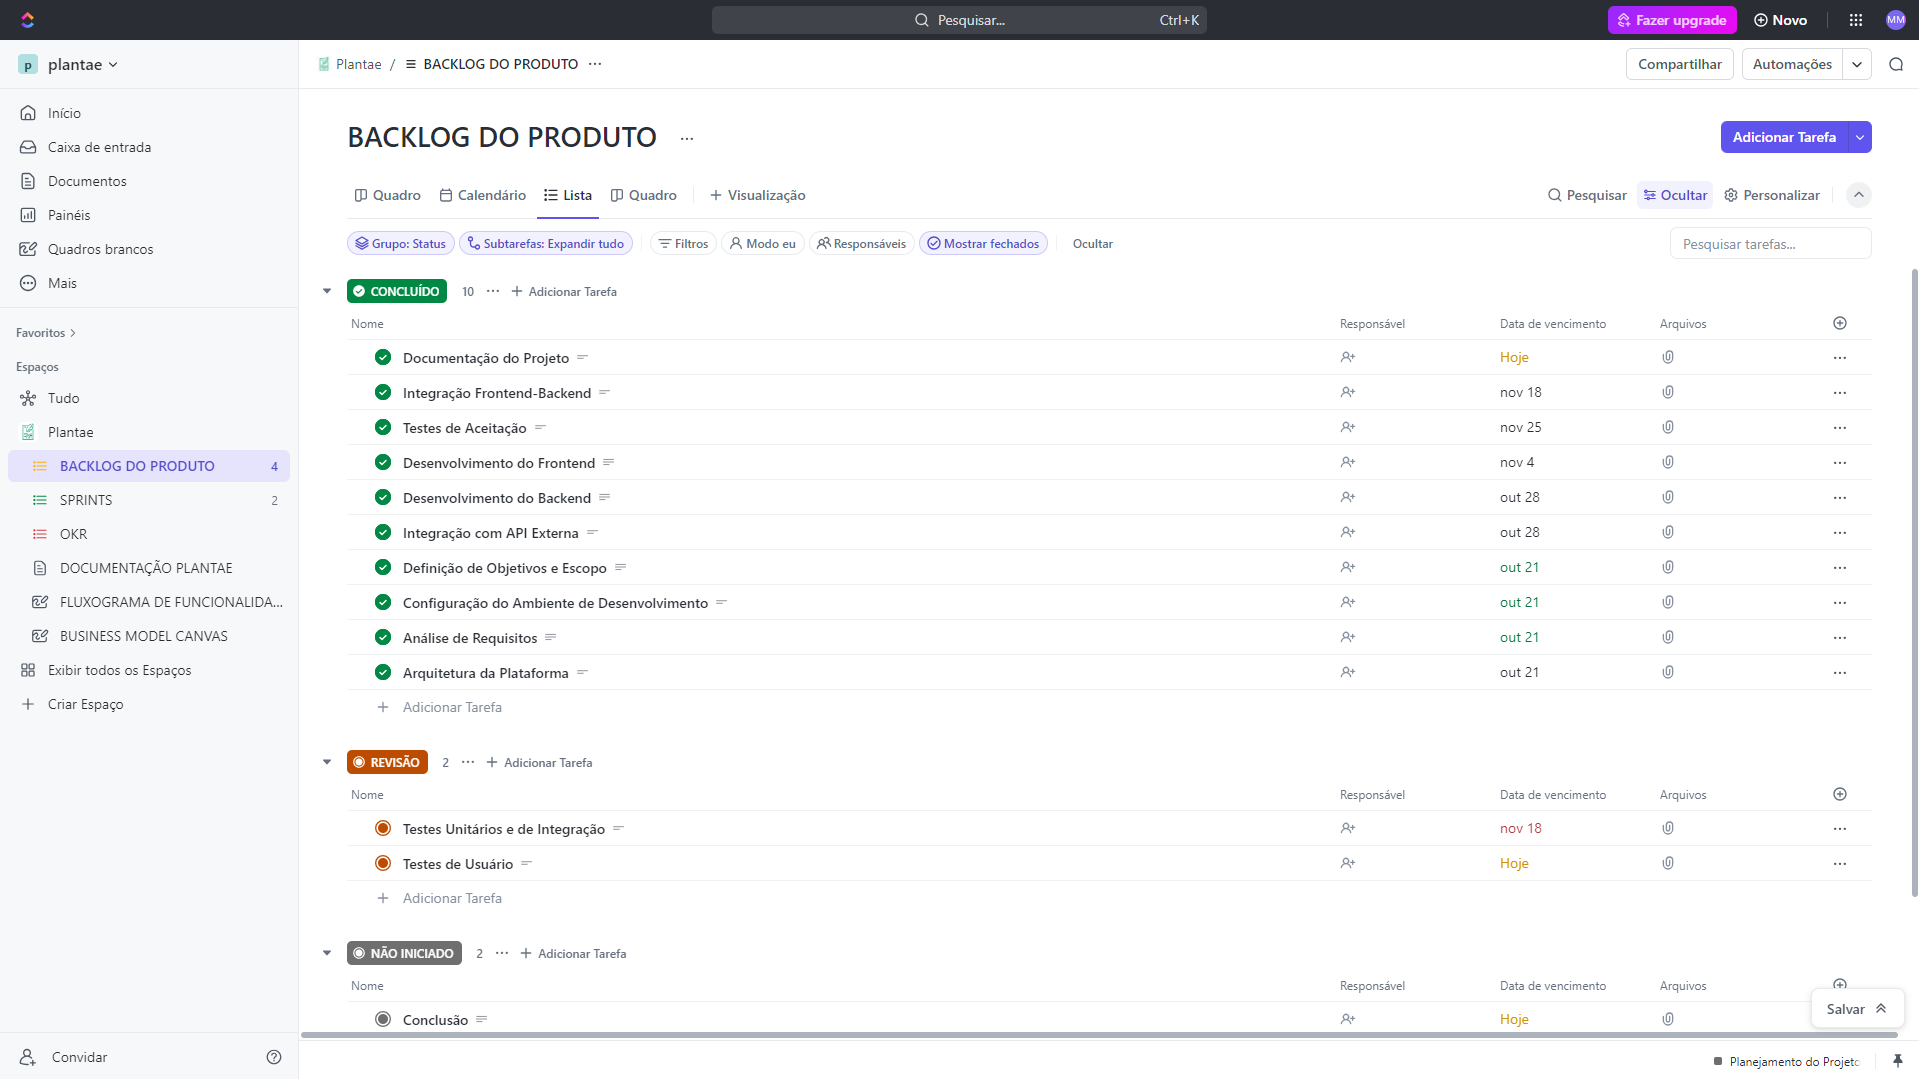 Pesquisar... Ctrl+K
Fazer upgrade Novo MM
p plantae
Plantae / BACKLOG DO PRODUTO ...
Compartilhar Automações
Início
Caixa de entrada
Documentos
Painéis
Quadros brancos
Mais
Favoritos
Espaços
Tudo
Plantae
BACKLOG DO PRODUTO 4
SPRINTS 2
OKR
DOCUMENTAÇÃO PLANTAE
FLUXOGRAMA DE FUNCIONALIDA...
BUSINESS MODEL CANVAS
Exibir todos os Espaços
Criar Espaço
Convidar
BACKLOG DO PRODUTO ...
Adicionar Tarefa
Quadro Calendário Lista Quadro + Visualização
Pesquisar Ocultar Personalizar
Grupo: Status Subtarefas: Expandir tudo Filtros Modo eu Responsáveis Mostrar fechados Ocultar
Pesquisar tarefas...
CONCLUÍDO 10 ... + Adicionar Tarefa
Nome Responsável Data de vencimento Arquivos
Documentação do Projeto Hoje
Integração Frontend-Backend nov 18
Testes de Aceitação nov 25
Desenvolvimento do Frontend nov 4
Desenvolvimento do Backend out 28
Integração com API Externa out 28
Definição de Objetivos e Escopo out 21
Configuração do Ambiente de Desenvolvimento out 21
Análise de Requisitos out 21
Arquitetura da Plataforma out 21
+ Adicionar Tarefa
REVISÃO 2 ... + Adicionar Tarefa
Nome Responsável Data de vencimento Arquivos
Testes Unitários e de Integração nov 18
Testes de Usuário Hoje
+ Adicionar Tarefa
NÃO INICIADO 2 ... + Adicionar Tarefa
Nome Responsável Data de vencimento Arquivos
Conclusão Hoje
Salvar
Planejamento do Projeto